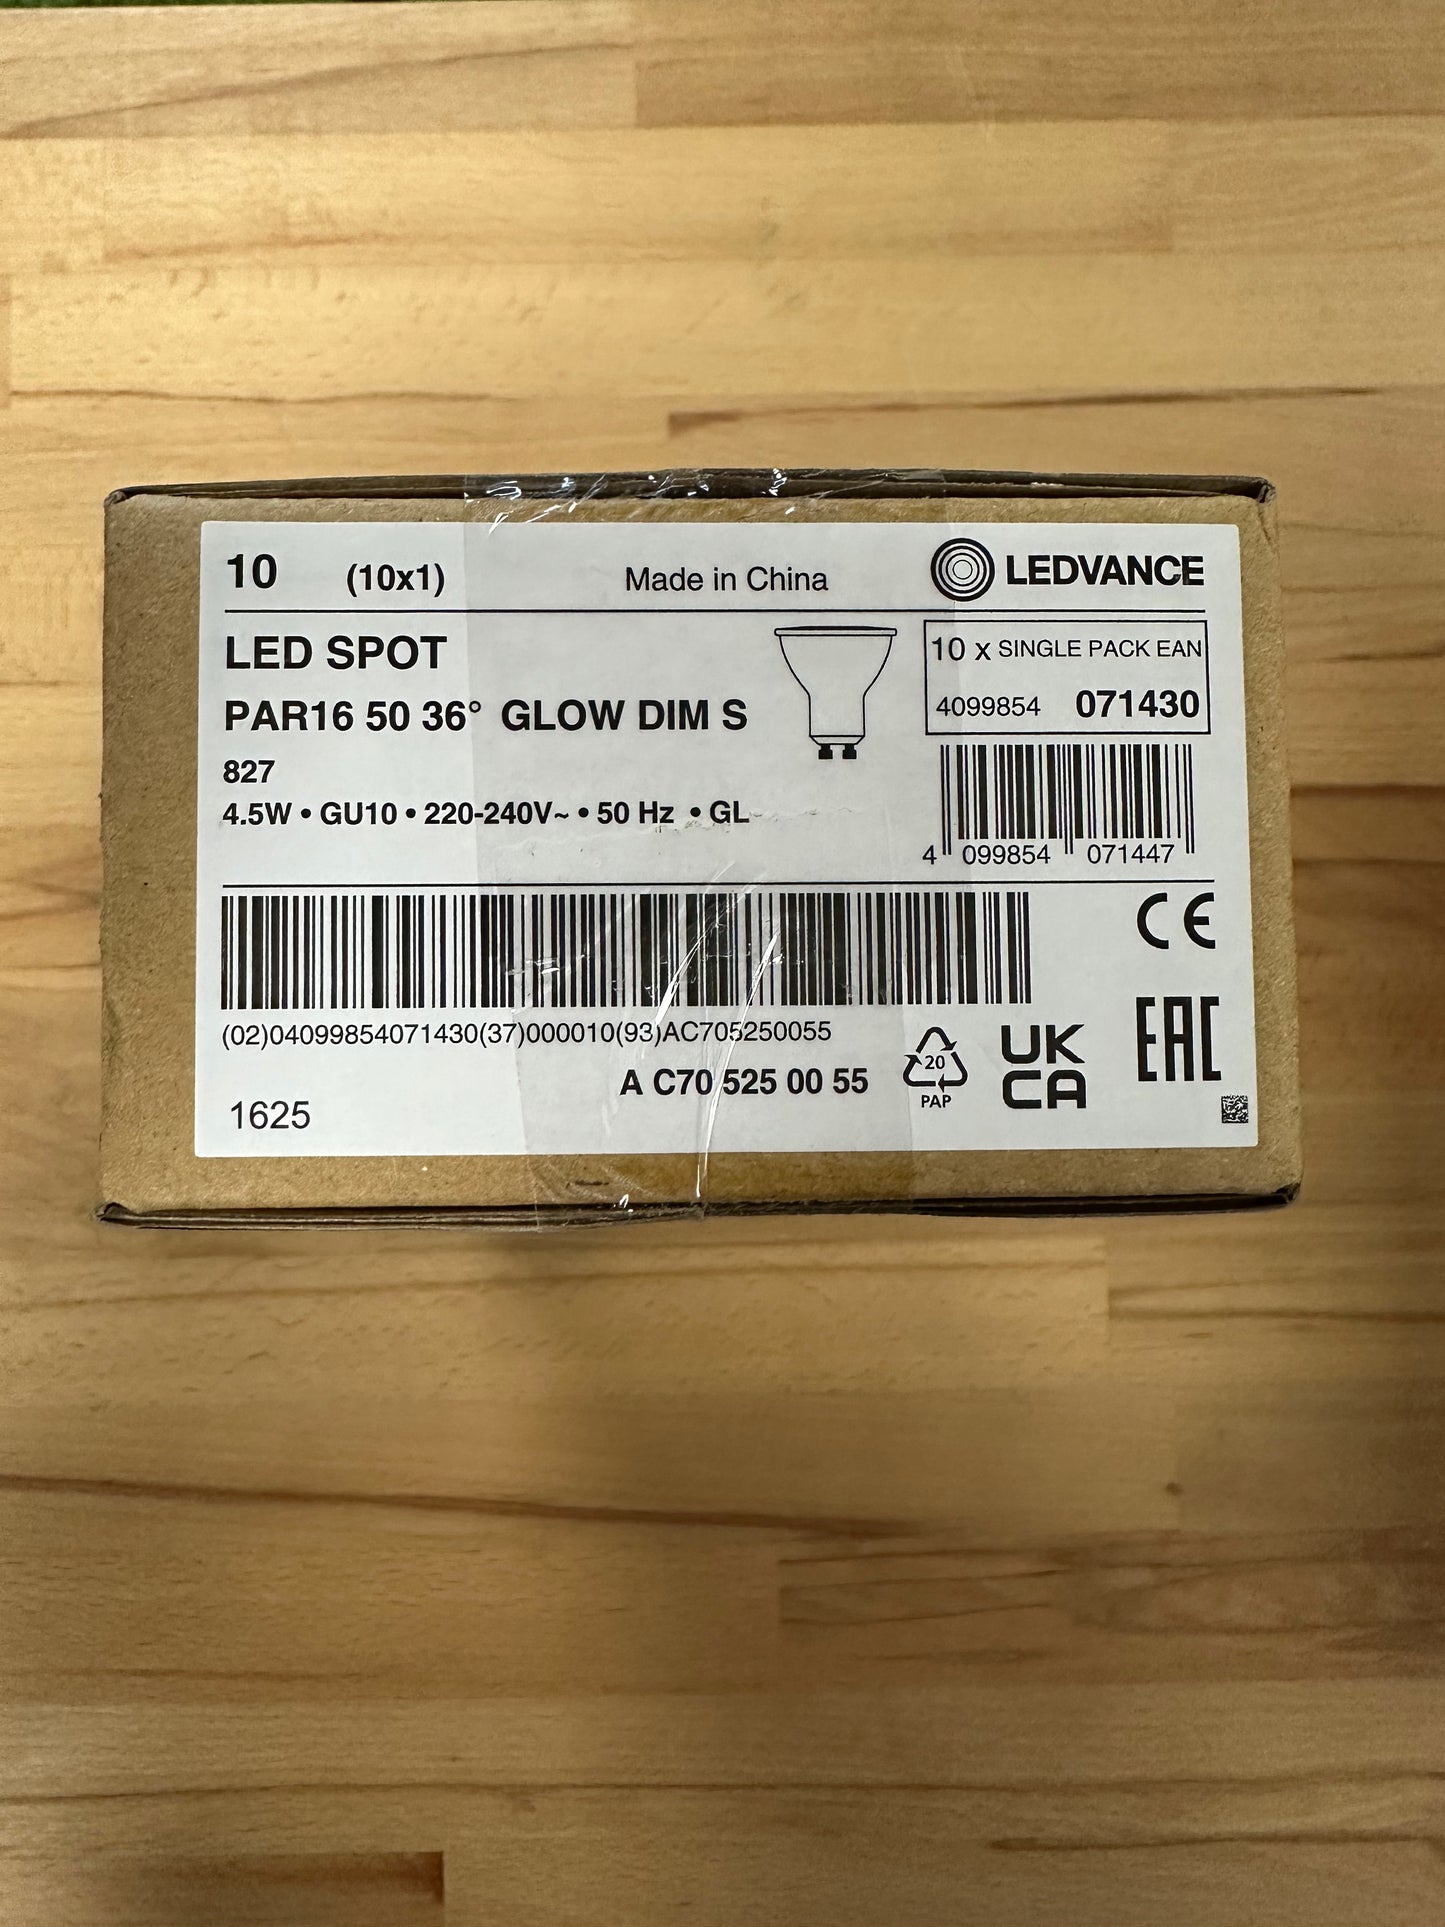 10 (10x1) Made in China LEDVANCE
LED SPOT
PAR16 50 36° GLOW DIM S
827
4.5W • GU10 • 220-240V~ • 50 Hz • GL
10 x SINGLE PACK EAN
4099854 071430
4 099854 071447
(02)04099854071430(37)000010(93)AC705250055
A C70 525 00 55
1625
20
PAP
UK
CA
CE
EAC